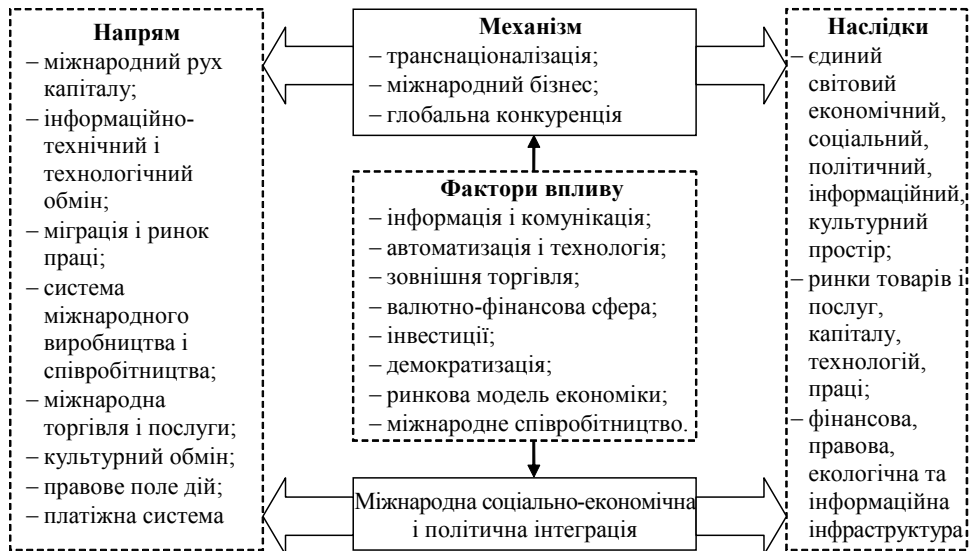 Напрям
– міжнародний рух
капіталу;
– інформаційно-
технічний і
технологічний
обмін;
– міграція і ринок
праці;
– система
міжнародного
виробництва і
співробітництва;
– міжнародна
торгівля і послуги;
– культурний обмін;
– правове поле дій;
– платіжна система
Механізм
– транснаціоналізація;
– міжнародний бізнес;
– глобальна конкуренція
Фактори впливу
– інформація і комунікація;
– автоматизація і технологія;
– зовнішня торгівля;
– валютно-фінансова сфера;
– інвестиції;
– демократизація;
– ринкова модель економіки;
– міжнародне співробітництво.
Міжнародна соціально-економічна
і політична інтеграція
Наслідки
– єдиний
світовий
економічний,
соціальний,
політичний,
інформаційний,
культурний
простір;
– ринки товарів і
послуг,
капіталу,
технологій,
праці;
– фінансова,
правова,
екологічна та
інформаційна
інфраструктура.